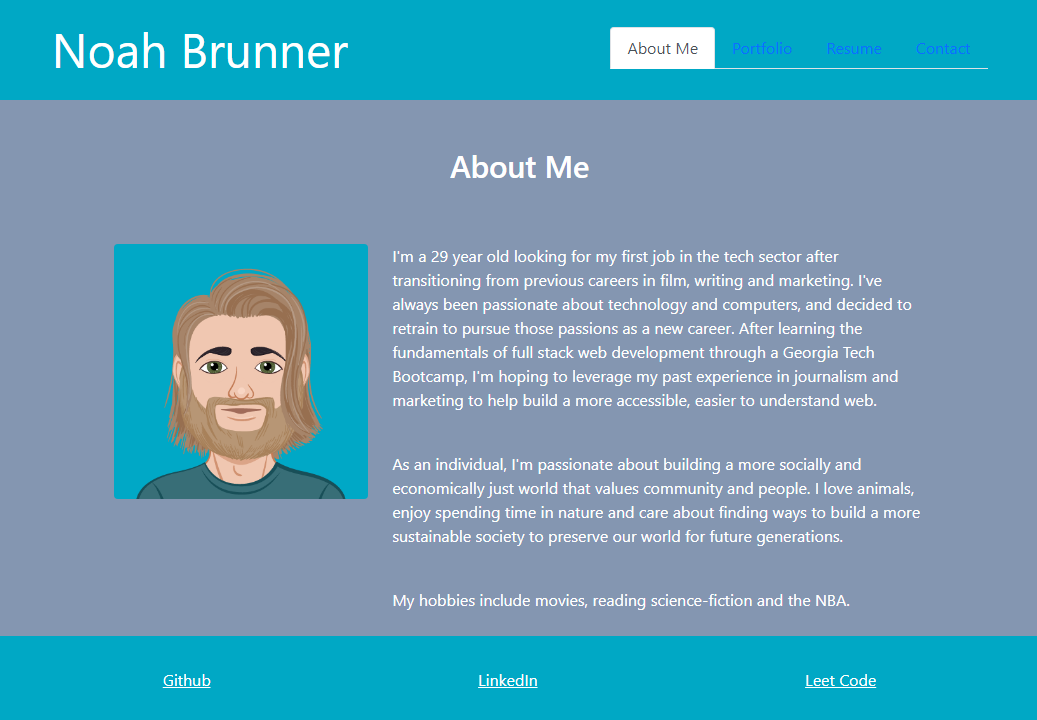 Noah Brunner
About Me Portfolio Resume Contact
About Me
I'm a 29 year old looking for my first job in the tech sector after
transitioning from previous careers in film, writing and marketing. I've
always been passionate about technology and computers, and decided to
retrain to pursue those passions as a new career. After learning the
fundamentals of full stack web development through a Georgia Tech
Bootcamp, I'm hoping to leverage my past experience in journalism and
marketing to help build a more accessible, easier to understand web.
As an individual, I'm passionate about building a more socially and
economically just world that values community and people. I love animals,
enjoy spending time in nature and care about finding ways to build a more
sustainable society to preserve our world for future generations.
My hobbies include movies, reading science-fiction and the NBA.
Github LinkedIn Leet Code